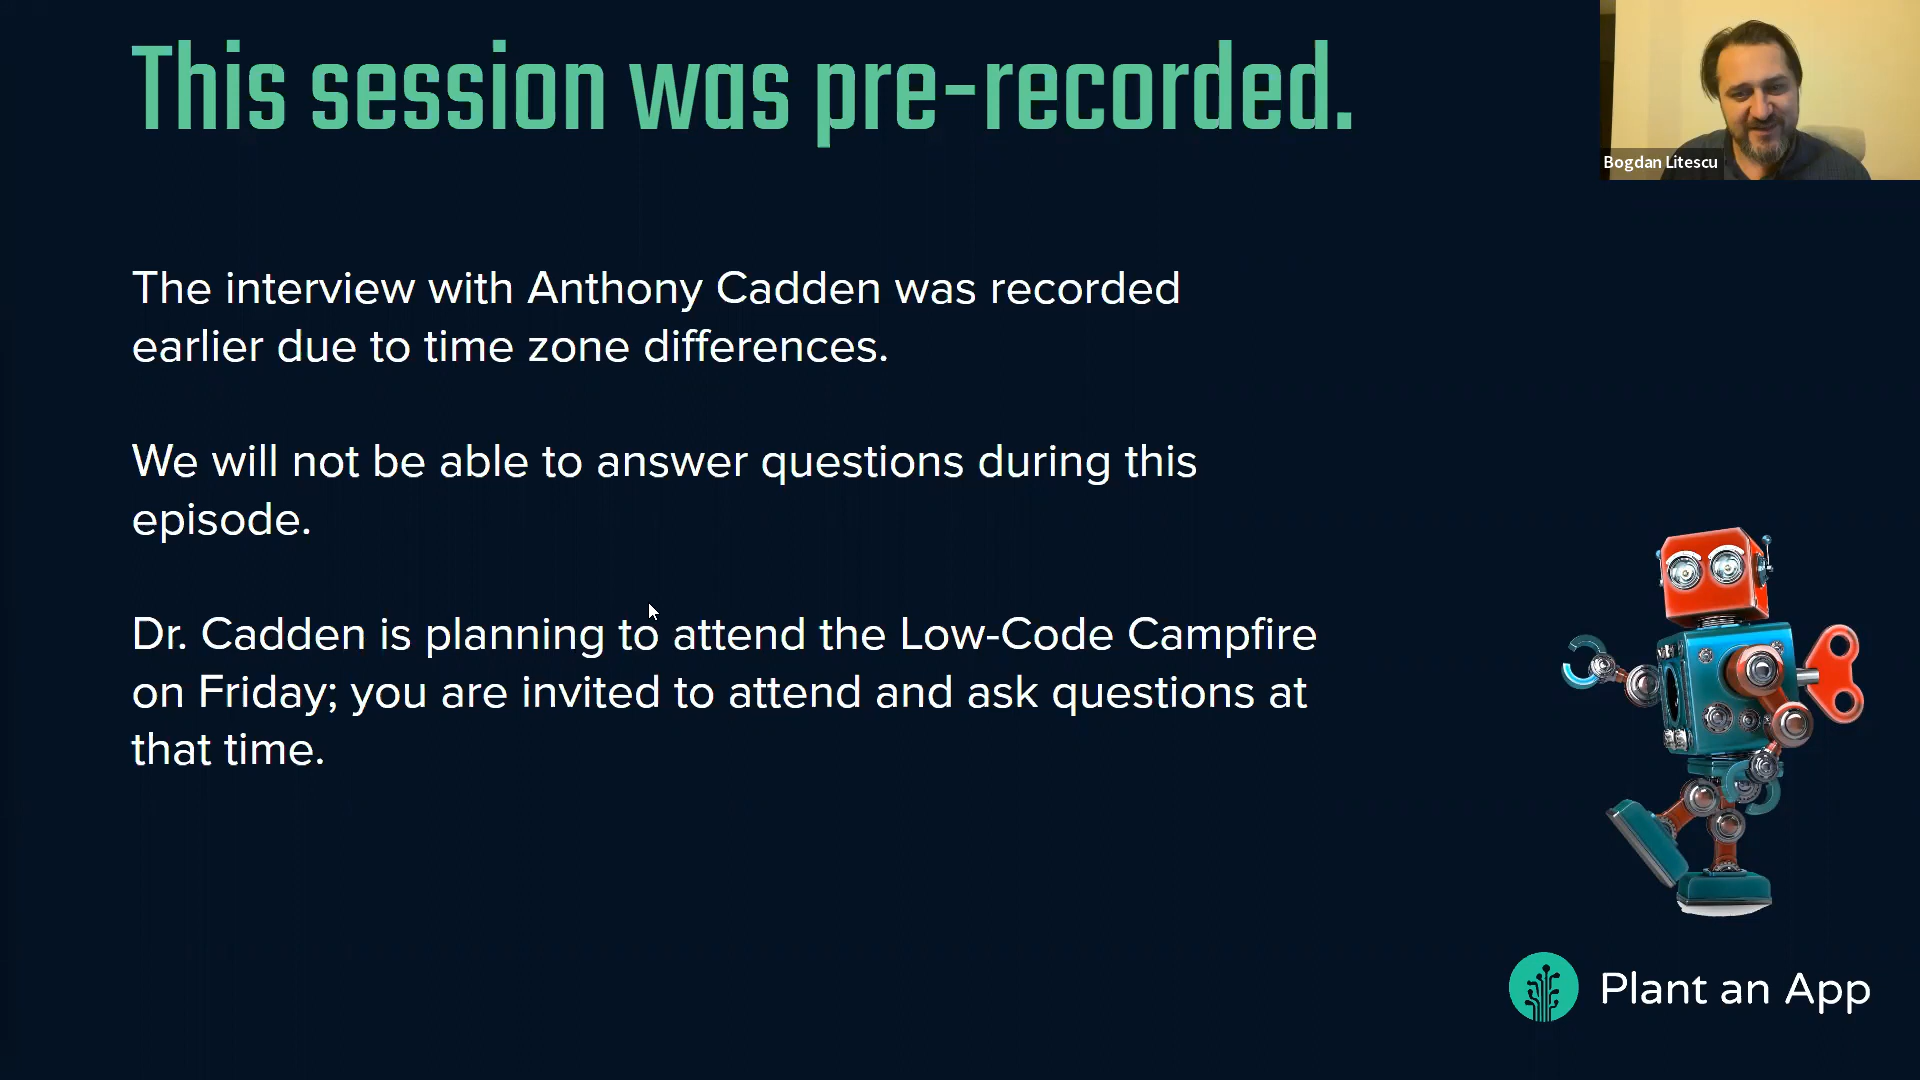 This session was pre-recorded.
Bogdan Litescu
The interview with Anthony Cadden was recorded
earlier due to time zone differences.
We will not be able to answer questions during this
episode.
Dr. Cadden is planning to attend the Low-Code Campfire
on Friday; you are invited to attend and ask questions at
that time.
Plant an App